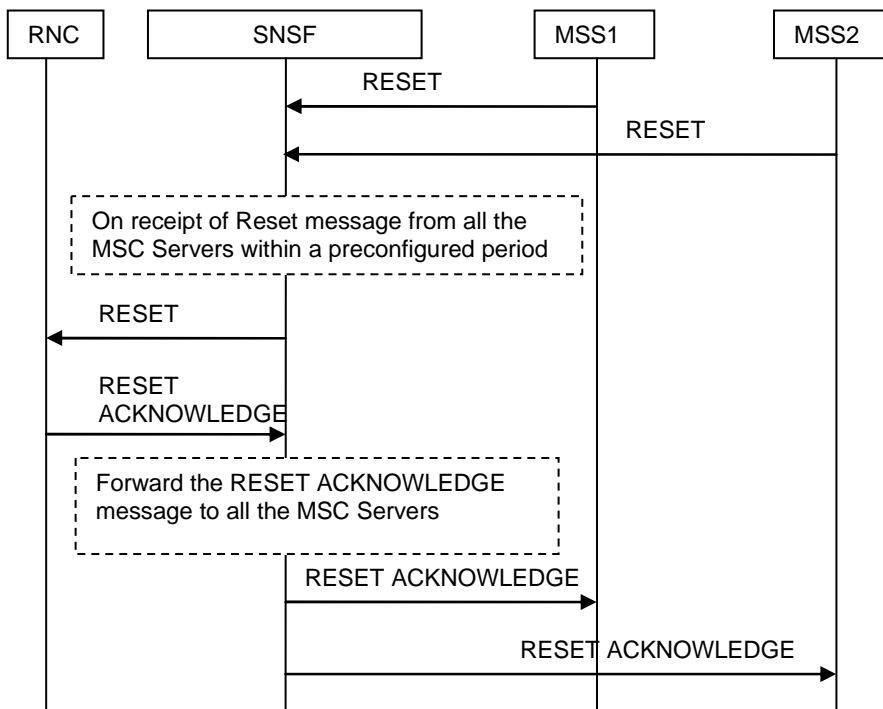 RNC
SNSF
MSS1
MSS2
RESET
RESET
On receipt of Reset message from all the
MSC Servers within a preconfigured period
RESET
RESET
ACKNOWLEDGE
Forward the RESET ACKNOWLEDGE
message to all the MSC Servers
RESET ACKNOWLEDGE
RESET ACKNOWLEDGE